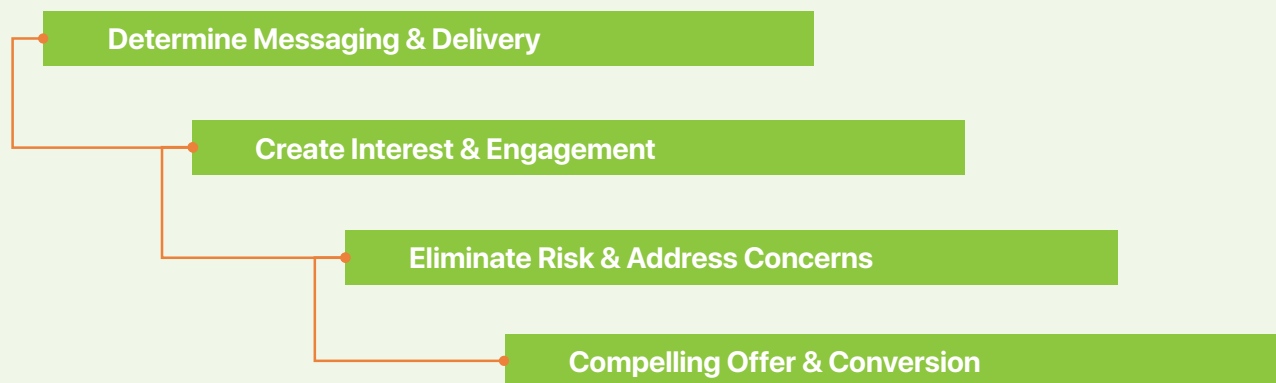 Determine Messaging & Delivery
Create Interest & Engagement
Eliminate Risk & Address Concerns
Compelling Offer & Conversion